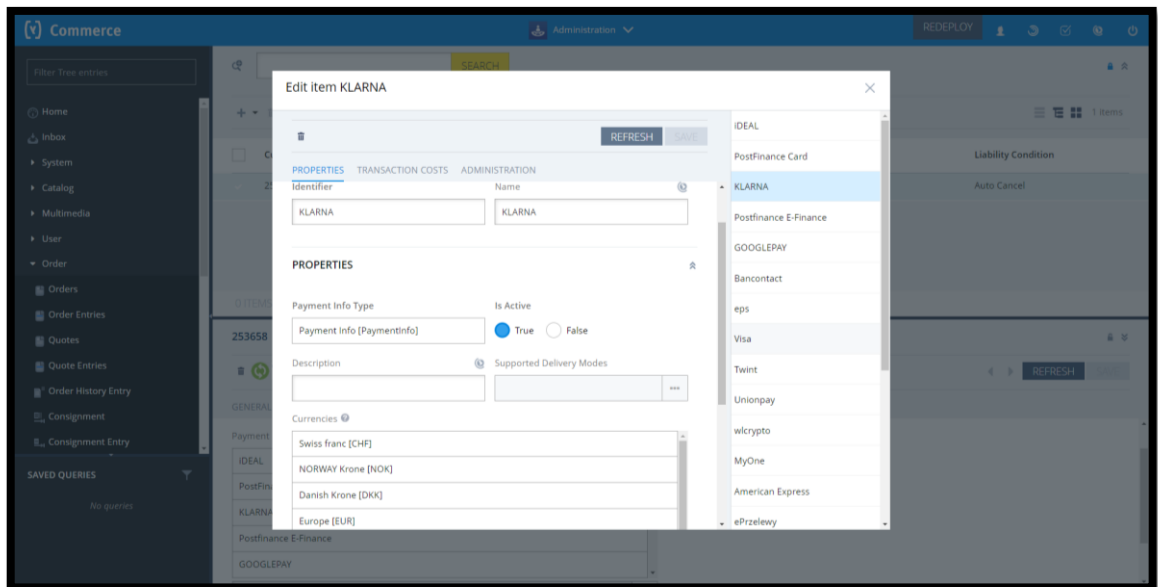 (y) Commerce
Administration
REDEPLOY
Filter Tree entries
SEARCH
Home
Inbox
System
Catalog
Multimedia
User
Order
Orders
Order Entries
Quotes
Quote Entries
Order History Entry
Consignment
Consignment Entry
SAVED QUERIES
No queries
1 items
Liability Condition
Auto Cancel
0 ITEMS
253658
REFRESH
SAVE
GENERAL
Payment
iDEAL
PostFin
KLARNA
Postfinance E-Finance
GOOGLEPAY
Edit item KLARNA
REFRESH
SAVE
PROPERTIES TRANSACTION COSTS ADMINISTRATION
Identifier Name
KLARNA KLARNA
PROPERTIES
Payment Info Type Is Active
Payment Info [PaymentInfo] True False
Description Supported Delivery Modes
Currencies
Swiss franc [CHF]
NORWAY Krone [NOK]
Danish Krone [DKK]
Europe [EUR]
iDEAL
PostFinance Card
KLARNA
Postfinance E-Finance
GOOGLEPAY
Bancontact
eps
Visa
Twint
Unionpay
wlcrypto
MyOne
American Express
ePrzelewy